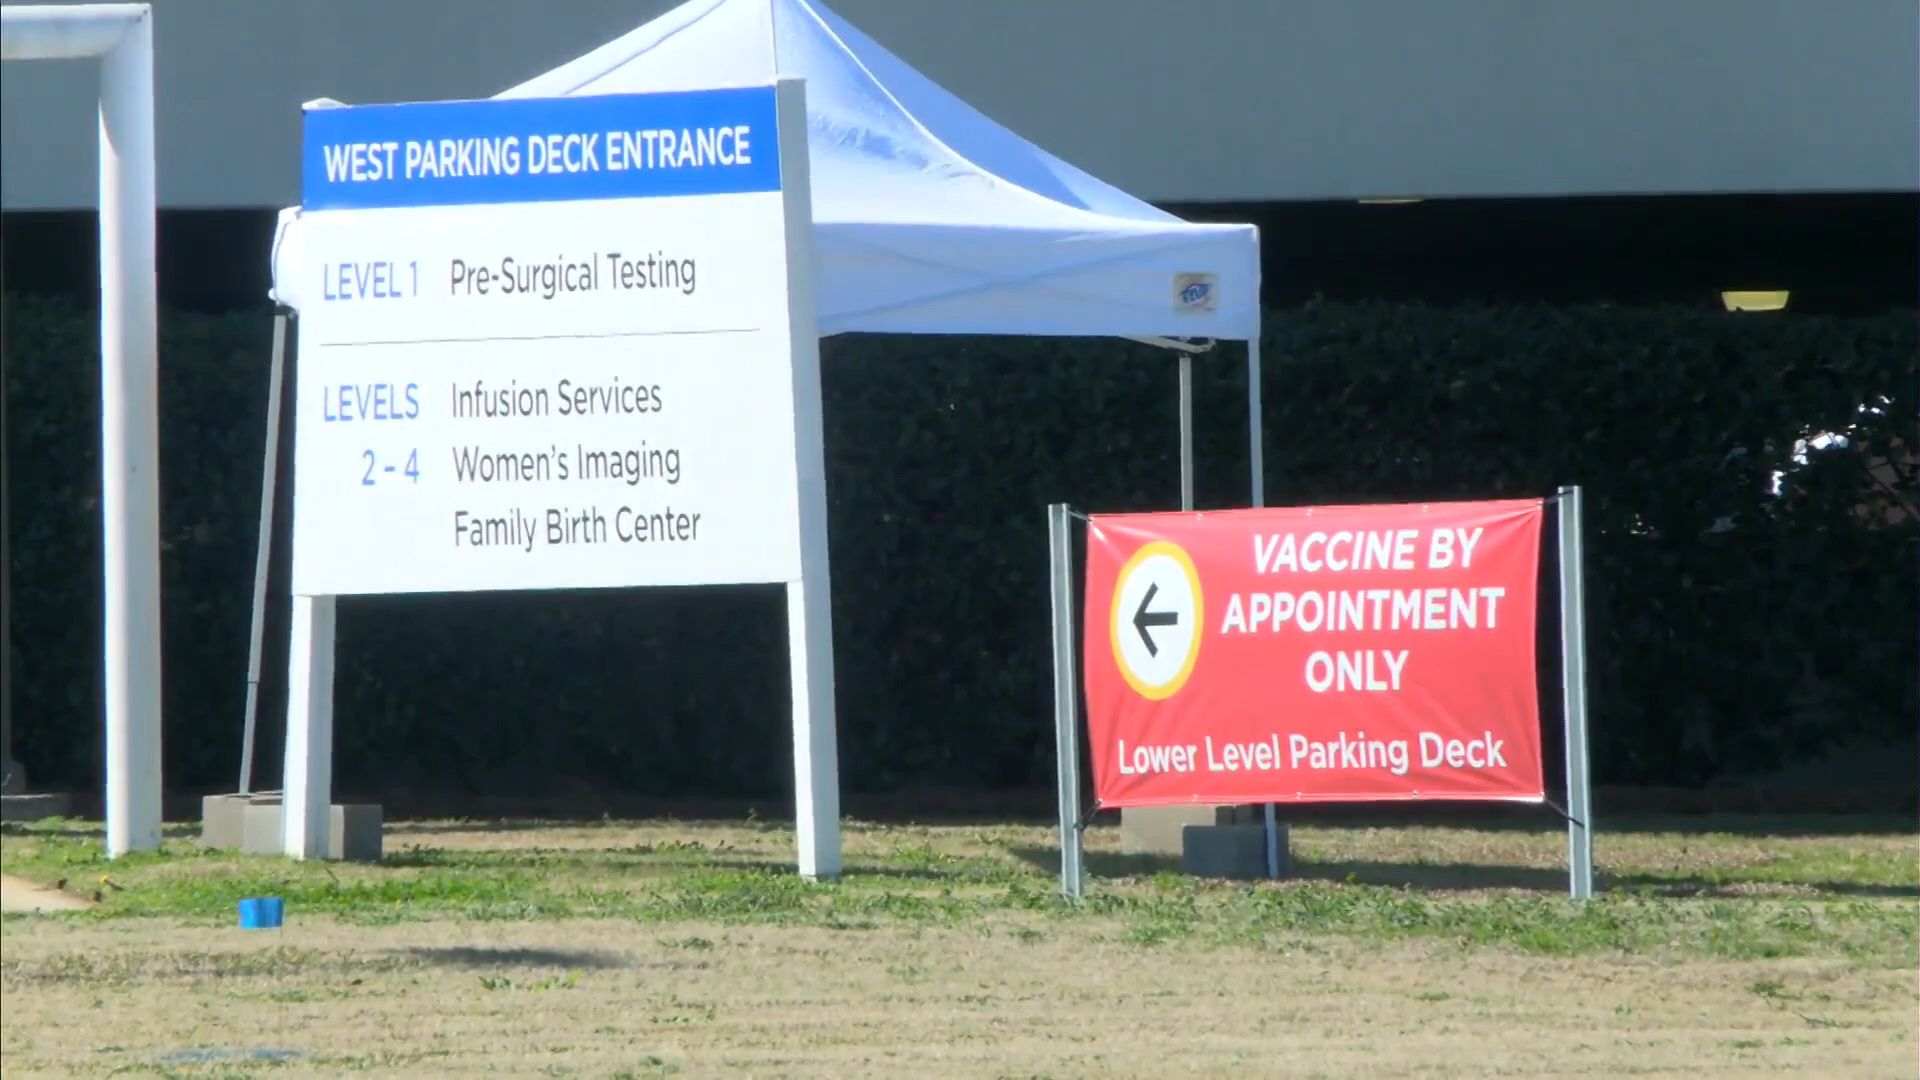 WEST PARKING DECK ENTRANCE
LEVEL 1 Pre-Surgical Testing
LEVELS Infusion Services
2 – 4 Women's Imaging
Family Birth Center
VACCINE BY
APPOINTMENT
ONLY
Lower Level Parking Deck